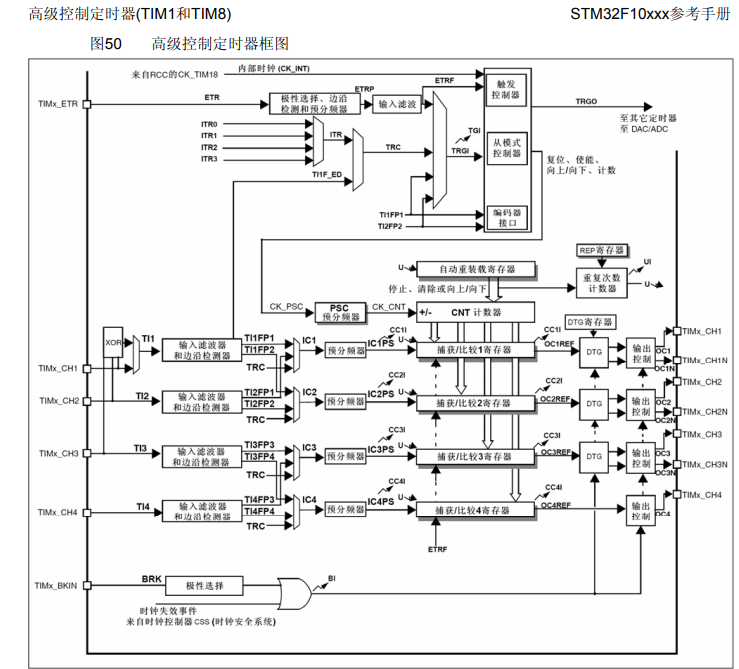 高级控制定时器(TIM1和TIM8)
STM32F10xxx参考手册
图50 高级控制定时器框图
内部时钟 (CK_INT)
来自RCC的CK_TIM18
触发
控制器
TRGO
至其它定时器
至 DAC/ADC
TIMx_ETR
ETR
极性选择、边沿
检测和预分频器
ETRP
输入滤波
ETRF
ITR0
ITR1
ITR2
ITR3
ITR
TRC
TI1F_ED
TGI
TRGI
从模式
控制器
复位、使能、
向上/向下、计数
TI1FP1
TI2FP2
编码器
接口
REP寄存器
UI
U
自动重装载寄存器
重复次数
计数器
U
停止、清除或向上/向下
CK_PSC
PSC
预分频器
CK_CNT
+/-
CNT 计数器
DTG寄存器
XOR
TI1
输入滤波器
和边沿检测器
TI1FP1
TI1FP2
TRC
IC1
预分频器
IC1PS
CC1I
U
捕获/比较1寄存器
CC1I
OC1REF
DTG
输出
控制
OC1
OC1N
TIMx_CH1
TIMx_CH1N
TIMx_CH1
TIMx_CH2
TI2
输入滤波器
和边沿检测器
TI2FP1
TI2FP2
TRC
IC2
预分频器
IC2PS
CC2I
U
捕获/比较2寄存器
CC2I
OC2REF
DTG
输出
控制
OC2
OC2N
TIMx_CH2
TIMx_CH2N
TIMx_CH3
TI3
输入滤波器
和边沿检测器
TI3FP3
TI3FP4
TRC
IC3
预分频器
IC3PS
CC3I
U
捕获/比较3寄存器
CC3I
OC3REF
DTG
输出
控制
OC3
OC3N
TIMx_CH3
TIMx_CH3N
TIMx_CH4
TI4
输入滤波器
和边沿检测器
TI4FP3
TI4FP4
TRC
IC4
预分频器
IC4PS
CC4I
U
捕获/比较4寄存器
CC4I
OC4REF
输出
控制
OC4
TIMx_CH4
ETRF
TIMx_BKIN
BRK
极性选择
BI
时钟失效事件
来自时钟控制器 CSS (时钟安全系统)